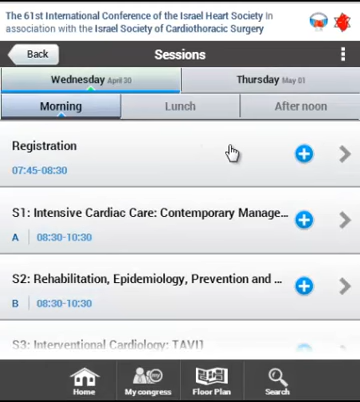 The 61st International Conference of the Israel Heart Society In
association with the Israel Society of Cardiothoracic Surgery
Back
Sessions
Wednesday April 30
Thursday May 01
Morning
Lunch
After noon
Registration
07:45-08:30
S1: Intensive Cardiac Care: Contemporary Manage...
A | 08:30-10:30
S2: Rehabilitation, Epidemiology, Prevention and ...
B | 08:30-10:30
S3: Interventional Cardiology: TAVI1
Home
My congress
Floor Plan
Search